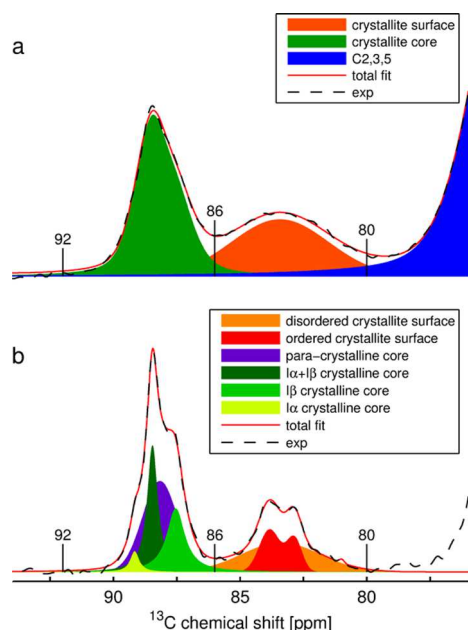 a
crystallite surface
crystallite core
C2,3,5
total fit
exp
92
86
80
b
disordered crystallite surface
ordered crystallite surface
para-crystalline core
Iα+Iβ crystalline core
Iβ crystalline core
Iα crystalline core
total fit
exp
92
86
80
90
85
80
13C chemical shift [ppm]